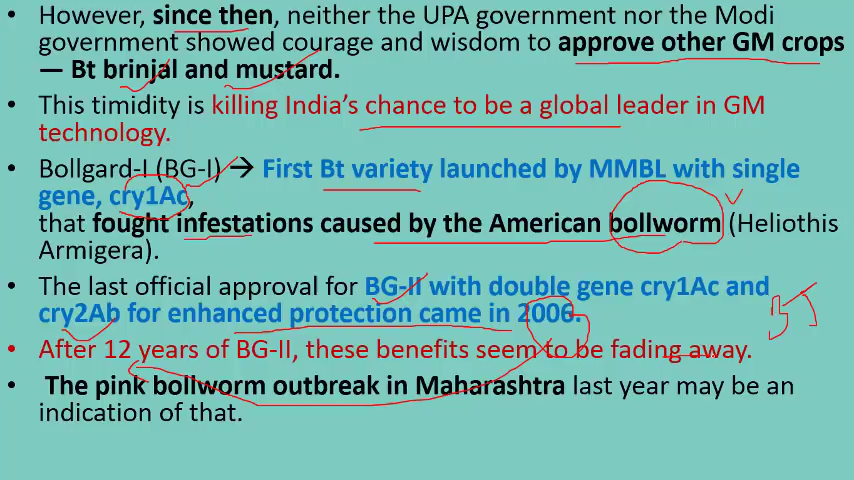 • However, since then, neither the UPA government nor the Modi
government showed courage and wisdom to approve other GM crops
— Bt brinjal and mustard.
• This timidity is killing India's chance to be a global leader in GM
technology.
• Bollgard-I (BG-I) → First Bt variety launched by MMBL with single
gene, cry1Ac,
that fought infestations caused by the American bollworm (Heliothis
Armigera).
• The last official approval for BG-II with double gene cry1Ac and
cry2Ab for enhanced protection came in 2006.
• After 12 years of BG-II, these benefits seem to be fading away.
• The pink bollworm outbreak in Maharashtra last year may be an
indication of that.